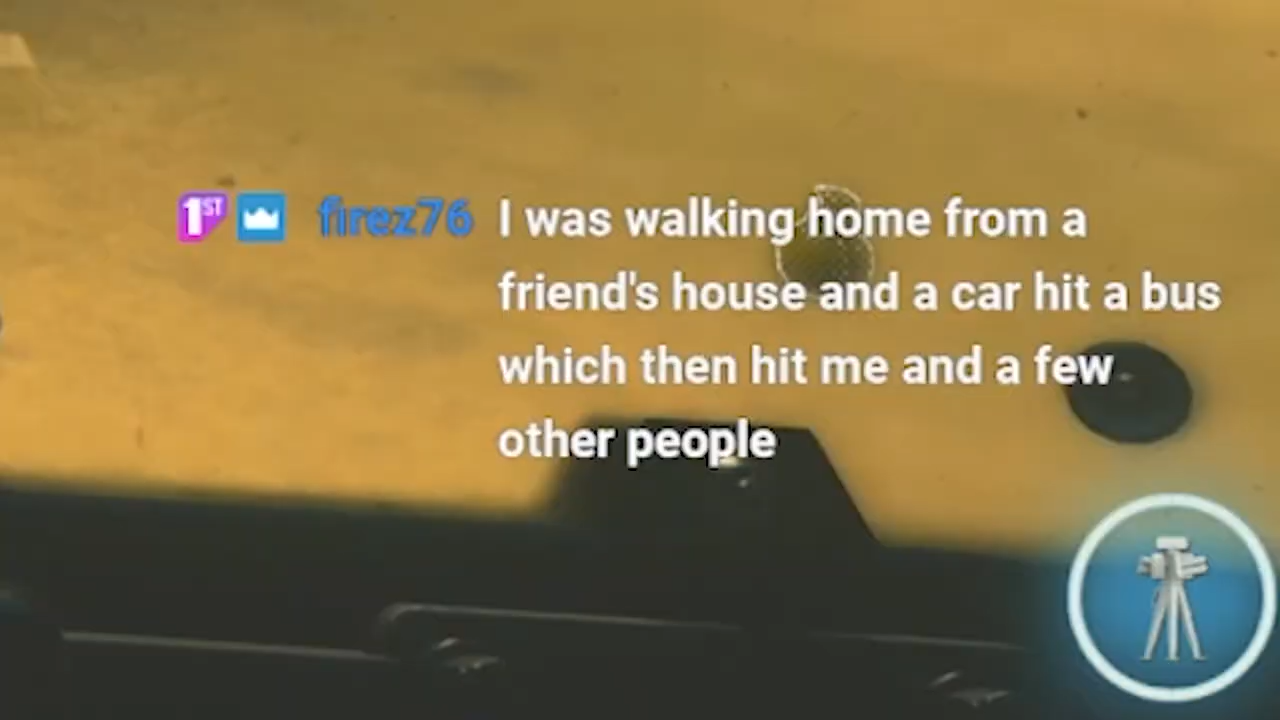 1ST firez76 I was walking home from a
friend's house and a car hit a bus
which then hit me and a few
other people